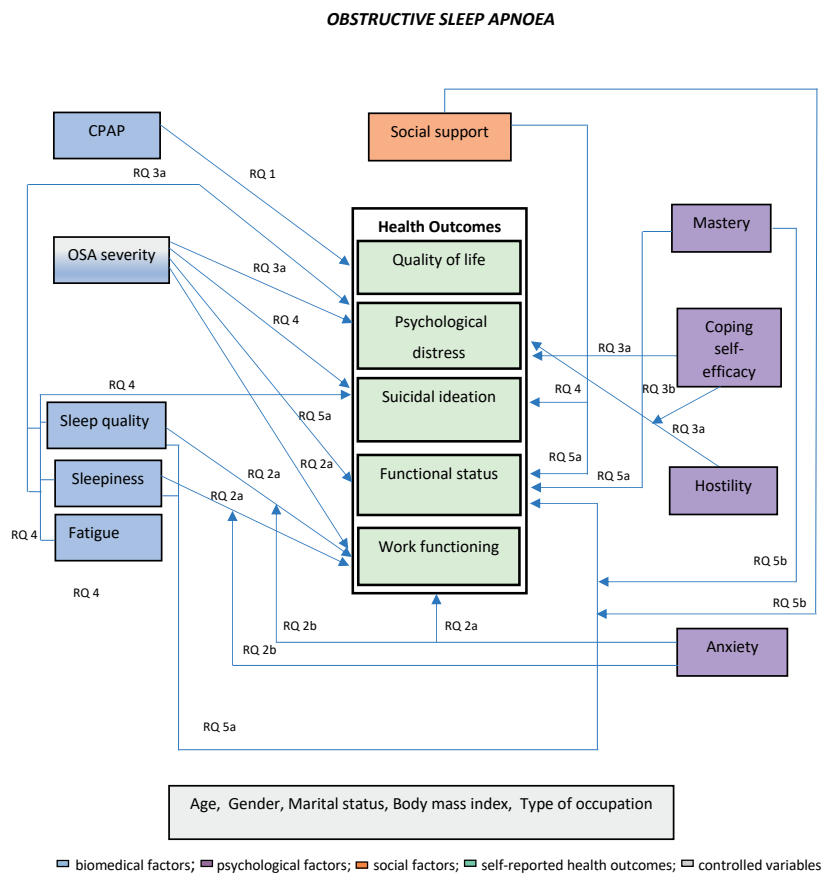 OBSTRUCTIVE SLEEP APNOEA
CPAP
Social support
RQ 3a
RQ 1
Health Outcomes
Mastery
OSA severity
Quality of life
RQ 3a
Psychological
distress
Coping
self-
efficacy
RQ 3a
RQ 4
RQ 4
RQ 4
RQ 3b
Suicidal ideation
RQ 5a
RQ 3a
Sleep quality
RQ 2a
RQ 2a
RQ 5a
RQ 5a
Sleepiness
RQ 2a
Functional status
Hostility
RQ 4
Fatigue
Work functioning
RQ 5b
RQ 4
RQ 5b
RQ 2b
RQ 2a
RQ 2b
Anxiety
RQ 5a
Age, Gender, Marital status, Body mass index, Type of occupation
biomedical factors; psychological factors; social factors; self-reported health outcomes; controlled variables